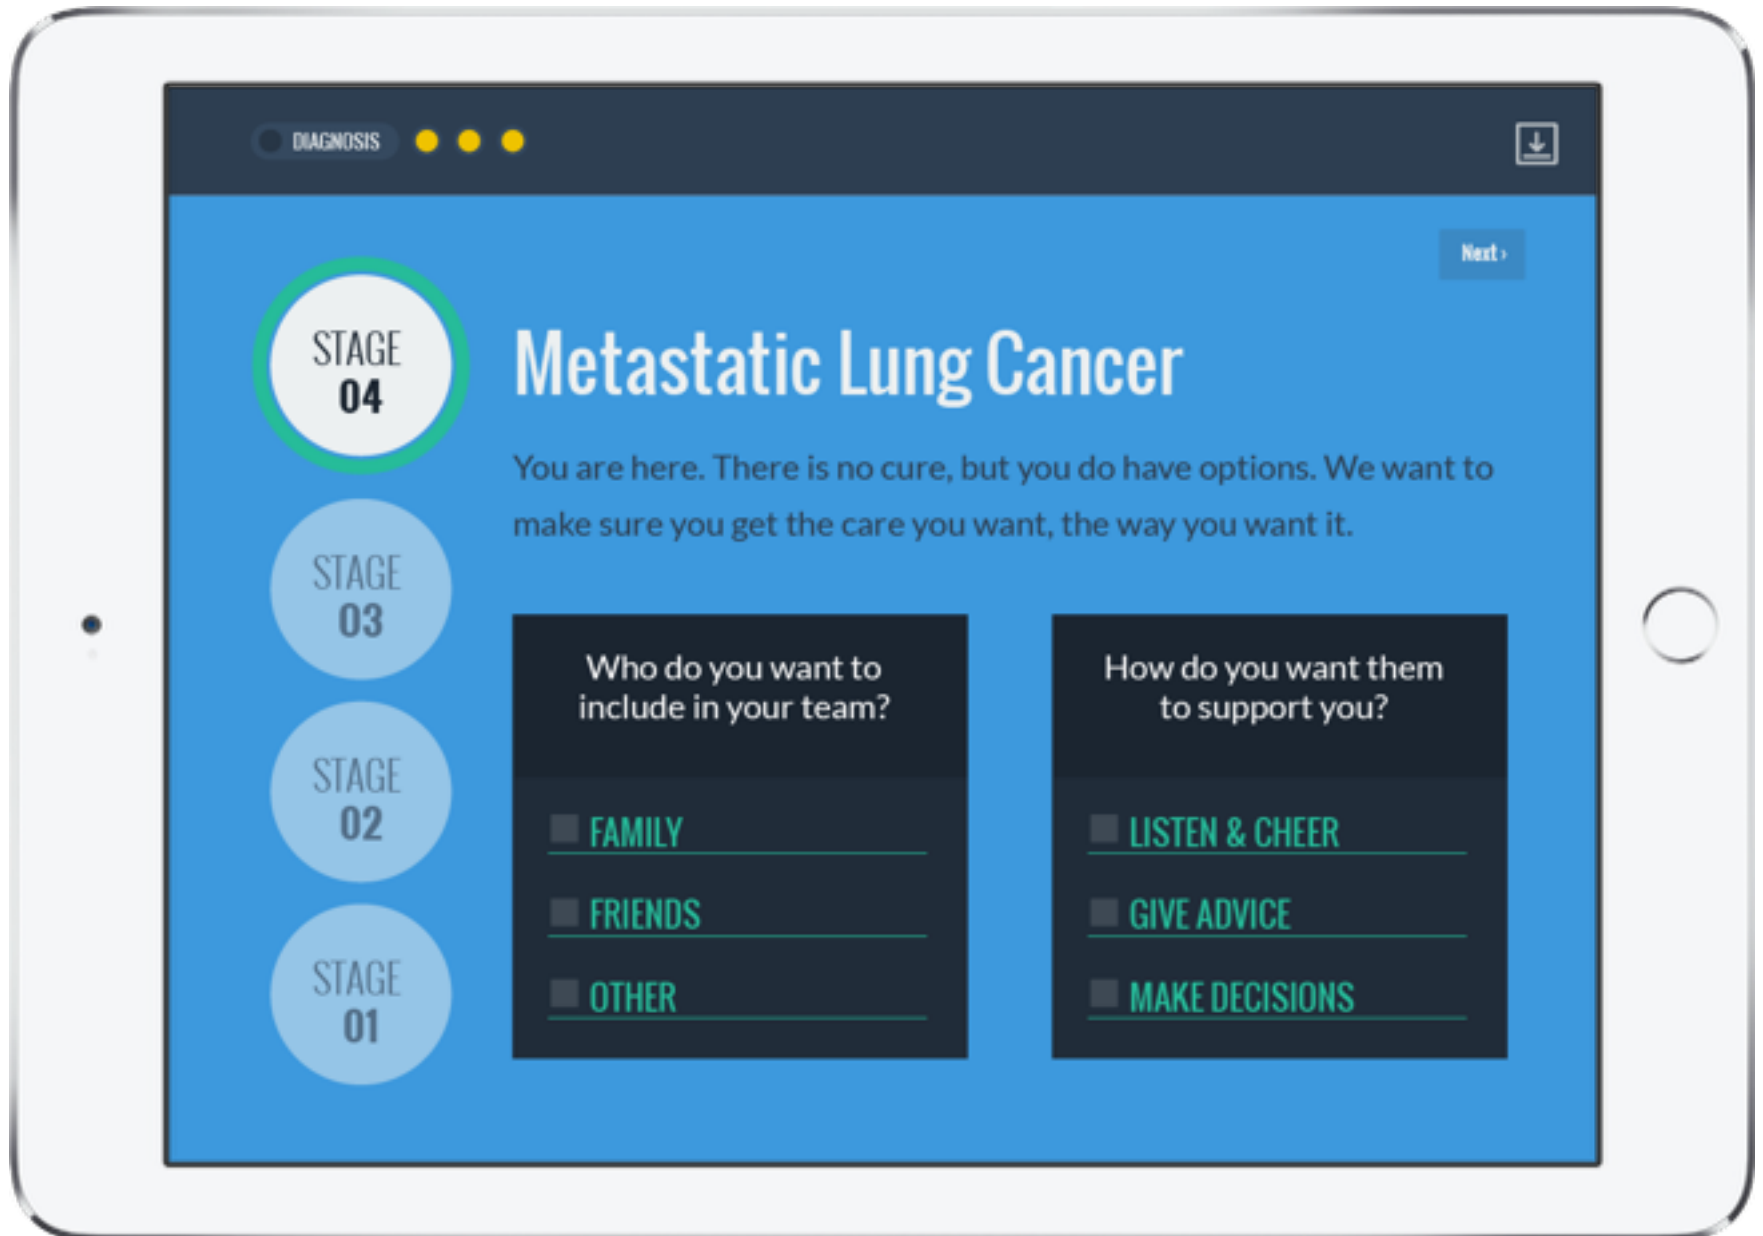 DIAGNOSIS
Next ›
STAGE
04
Metastatic Lung Cancer
You are here. There is no cure, but you do have options. We want to
make sure you get the care you want, the way you want it.
STAGE
03
STAGE
02
STAGE
01
Who do you want to
include in your team?
FAMILY
FRIENDS
OTHER
How do you want them
to support you?
LISTEN & CHEER
GIVE ADVICE
MAKE DECISIONS